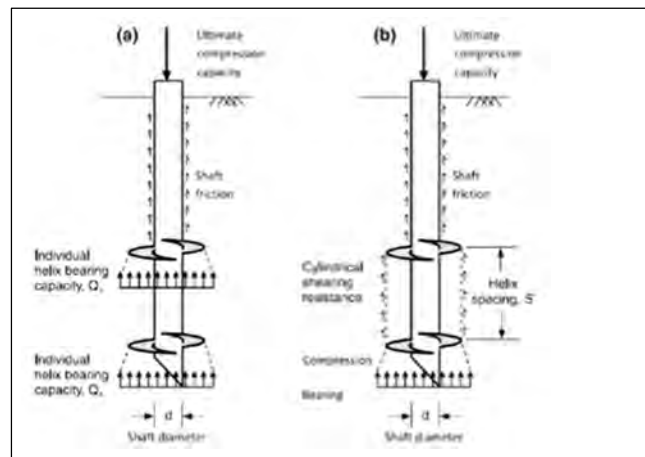 (a)
Ultimate
compression
capacity
Shaft
friction
Individual
helix bearing
capacity, Q
Individual
helix bearing
capacity, Q
d
Shaft diameter
(b)
Ultimate
compression
capacity
Shaft
friction
Cylindrical
shearing
resistance
Helix
spacing, S
Compression
Bearing
d
Shaft diameter